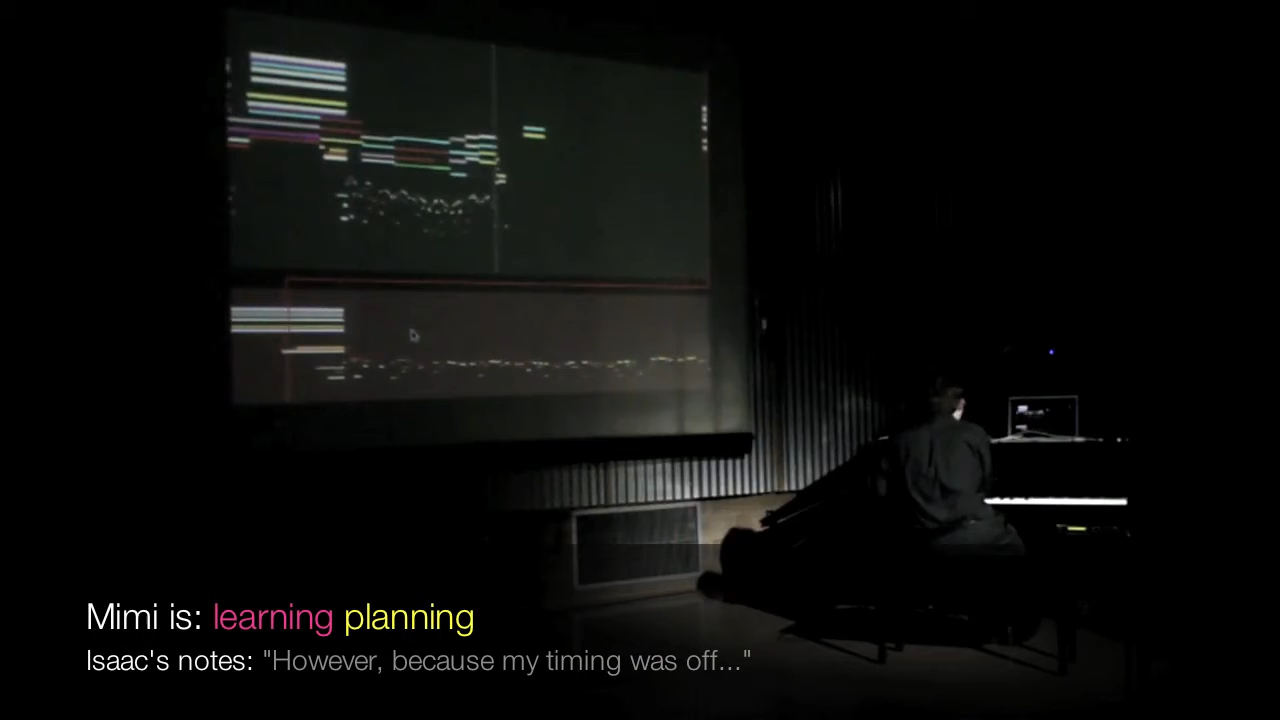 Mimi is: learning planning
Isaac's notes: "However, because my timing was off..."